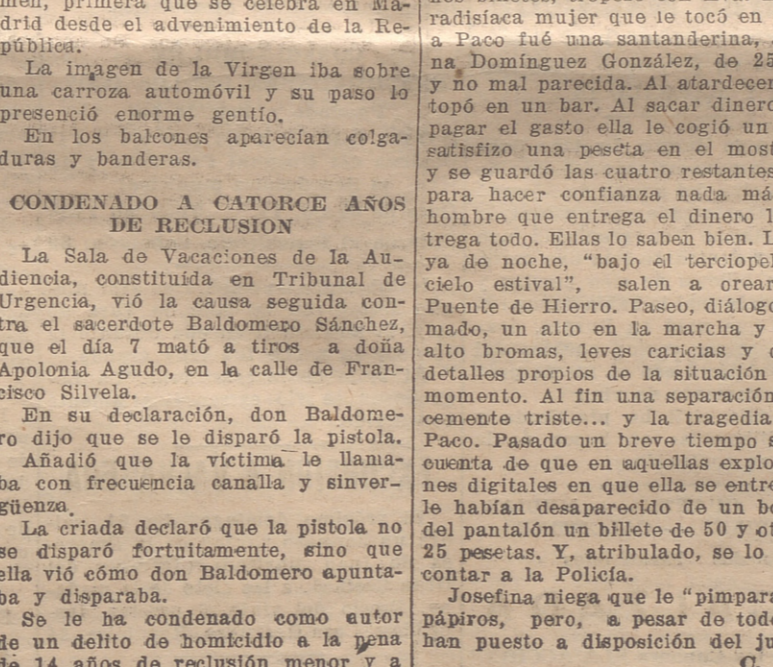 men, primera que se celebra en Ma-
drid desde el advenimiento de la Re-
pública.
La imagen de la Virgen iba sobre
una carroza automóvil y su paso lo
presenció enorme gentío.
En los balcones aparecían colga-
duras y banderas.
CONDENADO A CATORCE AÑOS
DE RECLUSION
La Sala de Vacaciones de la Au-
diencia, constituída en Tribunal de
Urgencia, vió la causa seguida con-
tra el sacerdote Baldomero Sánchez,
que el día 7 mató a tiros a doña
Apolonia Agudo, en la calle de Fran-
cisco Silvela.
En su declaración, don Baldome-
ro dijo que se le disparó la pistola.
Añadió que la víctima le llama-
ba con frecuencia canalla y sinver-
güenza.
La criada declaró que la pistola no
se disparó fortuitamente, sino que
ella vió cómo don Baldomero apunta-
ba y disparaba.
Se le ha condenado como autor
de un delito de homicidio a la pena
de 14 años de reclusión menor y a
radisíaca mujer que le tocó en
a Paco fué una santanderina,
na Domínguez González, de 25
y no mal parecida. Al atardecer
topó en un bar. Al sacar dinero
pagar el gasto ella le cogió un
satisfizo una peseta en el most
y se guardó las cuatro restantes
para hacer confianza nada má
hombre que entrega el dinero l
trega todo. Ellas lo saben bien. L
ya de noche, "bajo el terciopel
cielo estival", salen a orear
Puente de Hierro. Paseo, diálogo
mado, un alto en la marcha y
alto bromas, leves caricias y
detalles propios de la situación
momento. Al fin una separación
cemente triste... y la tragedia
Paco. Pasado un breve tiempo s
cuenta de que en aquellas explo
nes digitales en que ella se entre
le habían desaparecido de un bo
del pantalón un billete de 50 y ot
25 pesetas. Y, atribulado, se lo
contar a la Policía.
Josefina niega que le "pimpara
pápiros, pero, a pesar de tod
han puesto a disposición del ju
C.